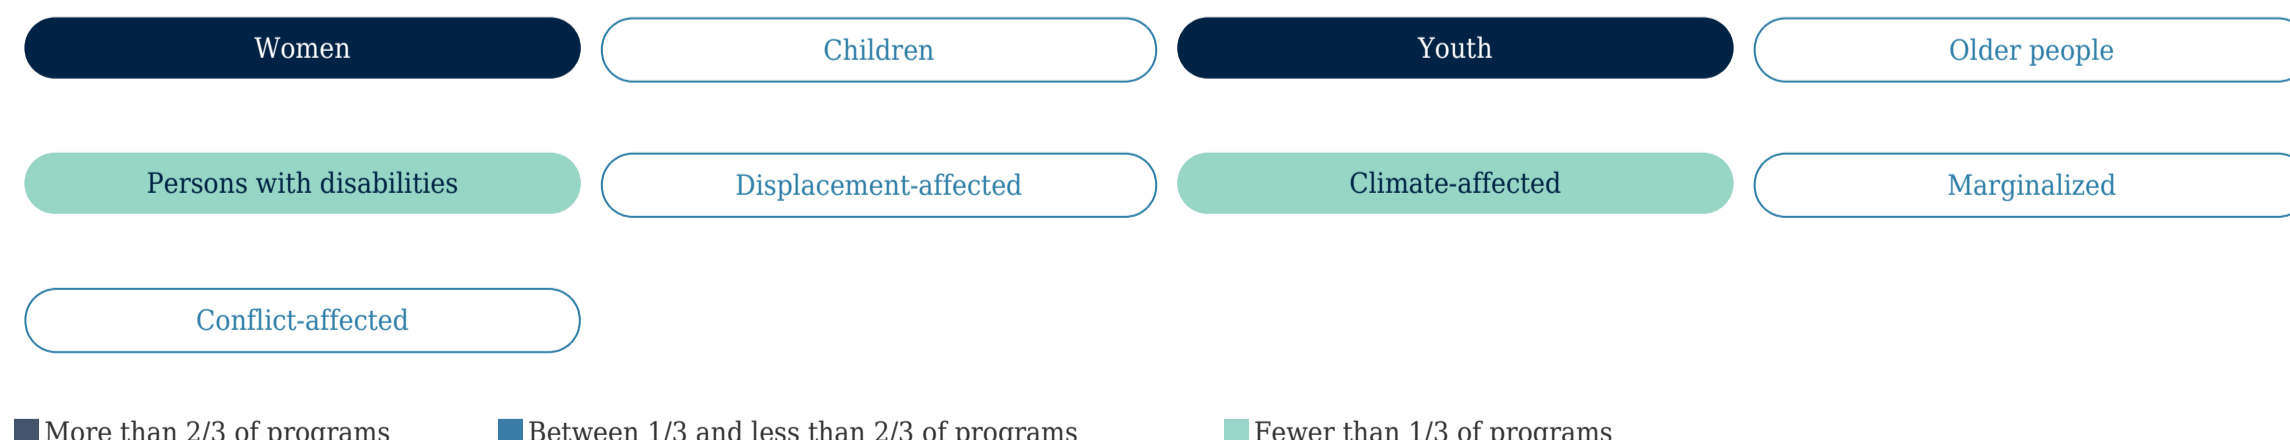 Women Children Youth Older people
Persons with disabilities Displacement-affected Climate-affected Marginalized
Conflict-affected
More than 2/3 of programs Between 1/3 and less than 2/3 of programs Fewer than 1/3 of programs